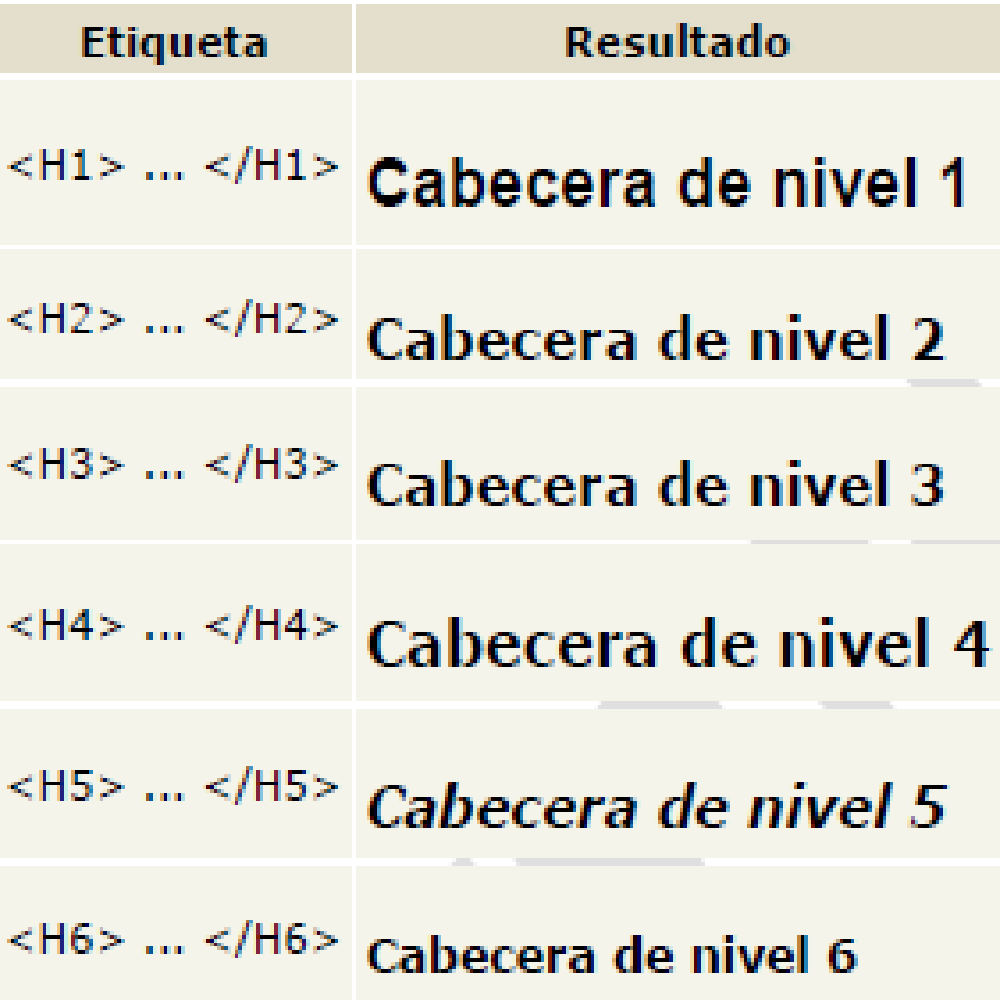 Etiqueta Resultado
<H1> ... </H1> Cabecera de nivel 1
<H2> ... </H2> Cabecera de nivel 2
<H3> ... </H3> Cabecera de nivel 3
<H4> ... </H4> Cabecera de nivel 4
<H5> ... </H5> Cabecera de nivel 5
<H6> ... </H6> Cabecera de nivel 6